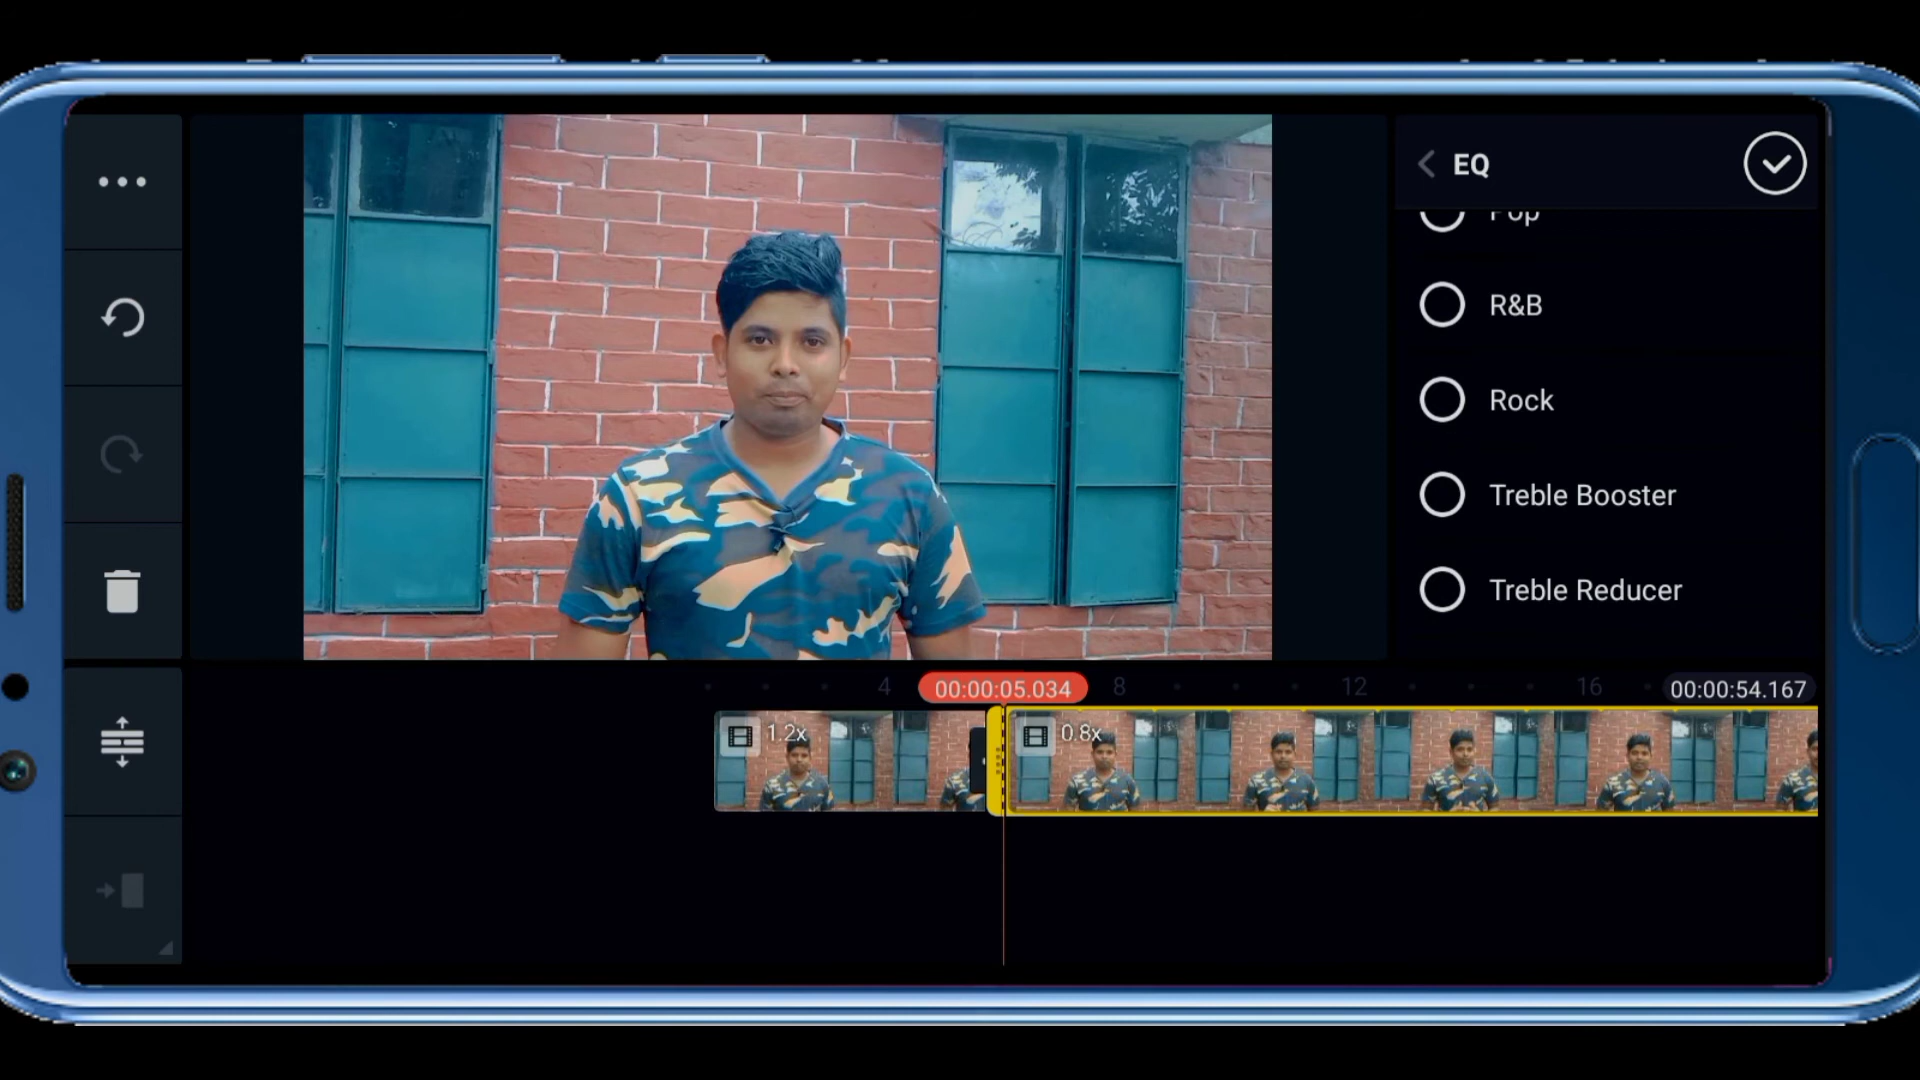 EQ
Pop
R&B
Rock
Treble Booster
Treble Reducer
4
00:00:05.034
8
12
16
00:00:54.167
1.2x
0.8x